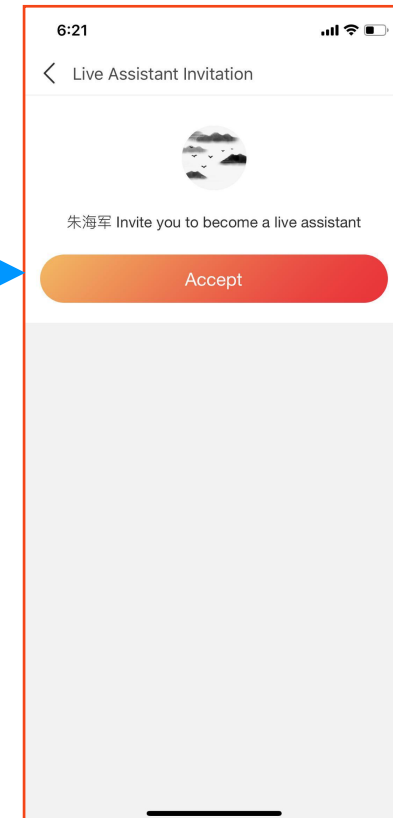 6:21
Live Assistant Invitation
朱海军 Invite you to become a live assistant
Accept